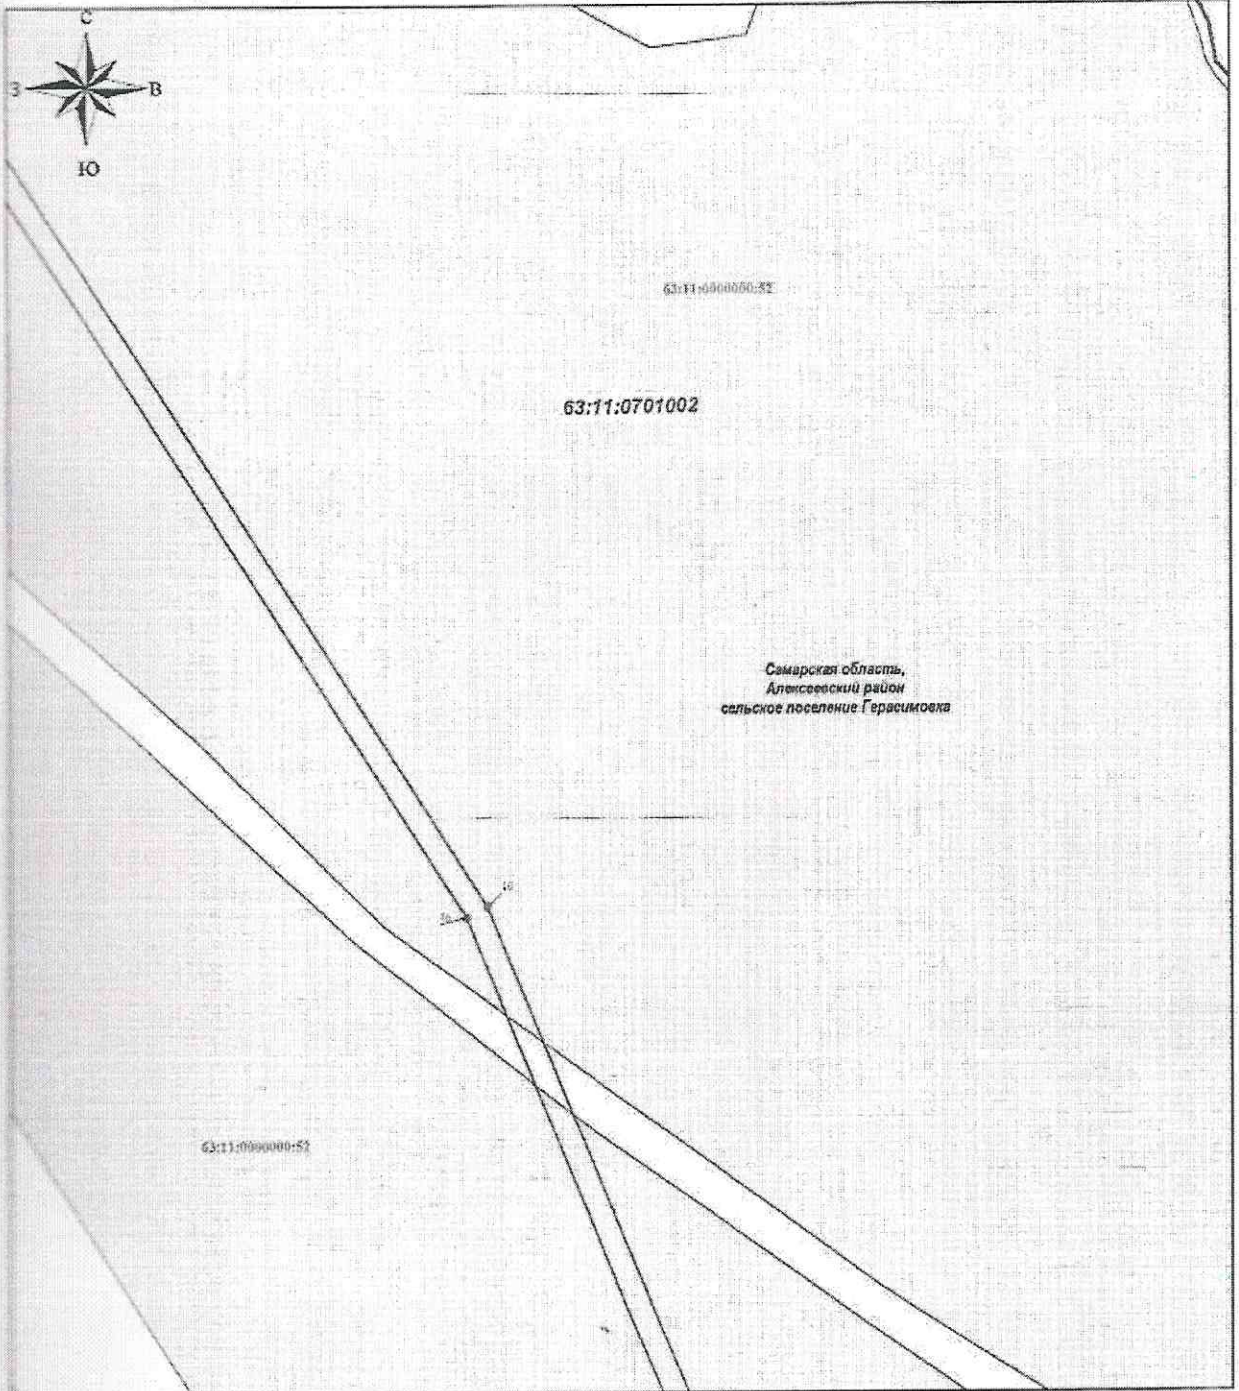 С
З
В
Ю
63:11:0000000:52
63:11:0701002
Самарская область,
Алексеевский район
сельское поселение Герасимовка
63:11:0000000:52